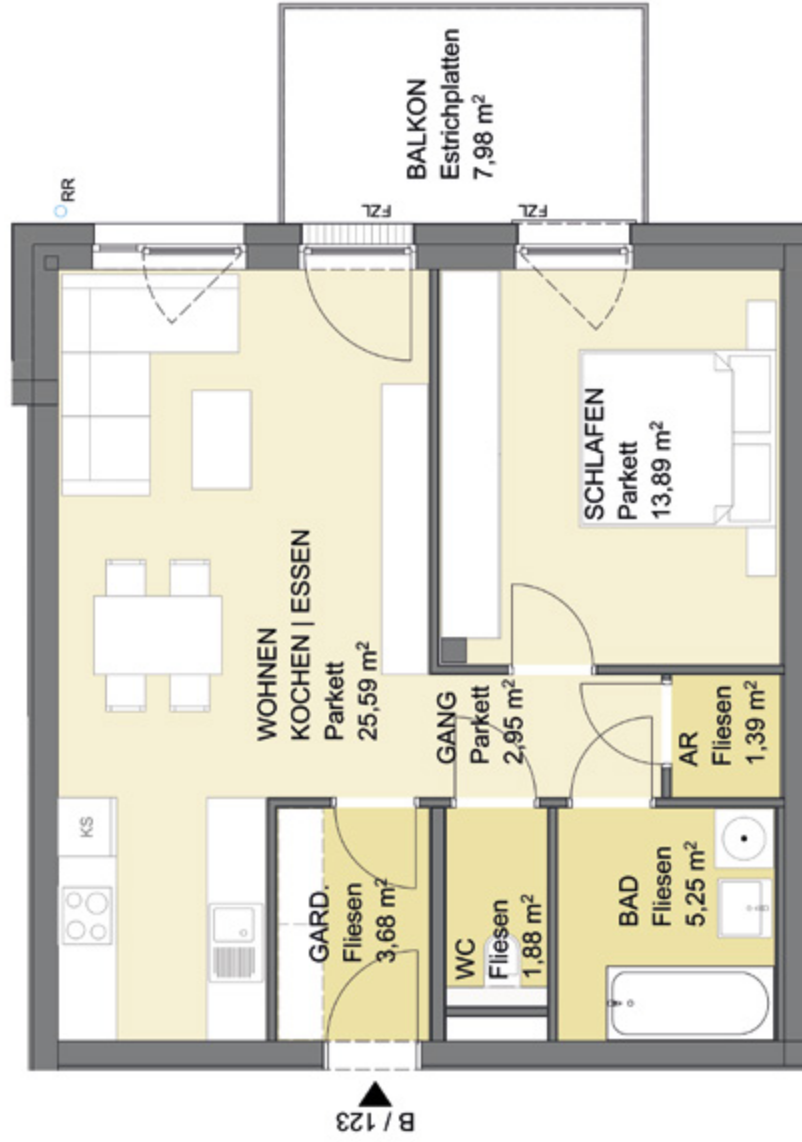 RR
BALKON
Estrichplatten
7,98 m²
FZL
FZL
WOHNEN
KOCHEN | ESSEN
Parkett
25,59 m²
SCHLAFEN
Parkett
13,89 m²
GANG
Parkett
2,95 m²
AR
Fliesen
1,39 m²
KS
GARD.
Fliesen
3,68 m²
WC
Fliesen
1,88 m²
BAD
Fliesen
5,25 m²
B / 123